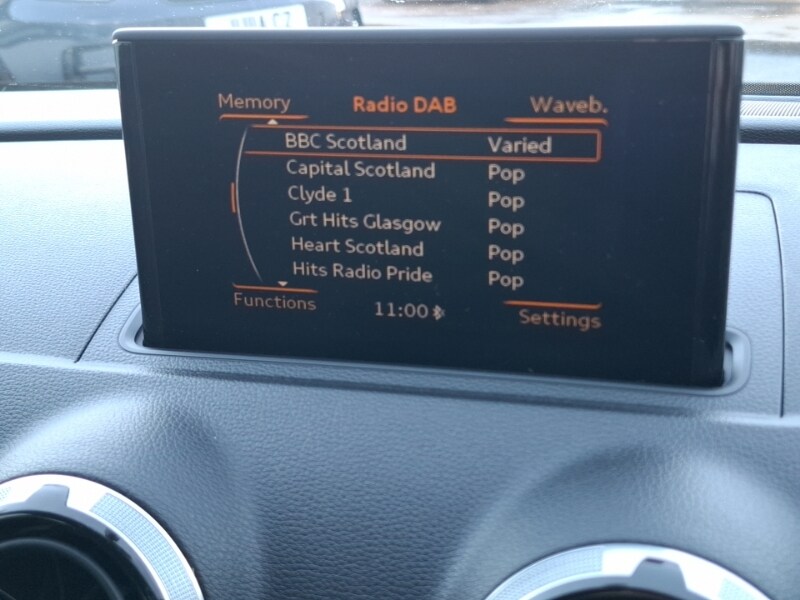 Memory Radio DAB Waveb.
BBC Scotland Varied
Capital Scotland Pop
Clyde 1 Pop
Grt Hits Glasgow Pop
Heart Scotland Pop
Hits Radio Pride Pop
Functions 11:00 Settings